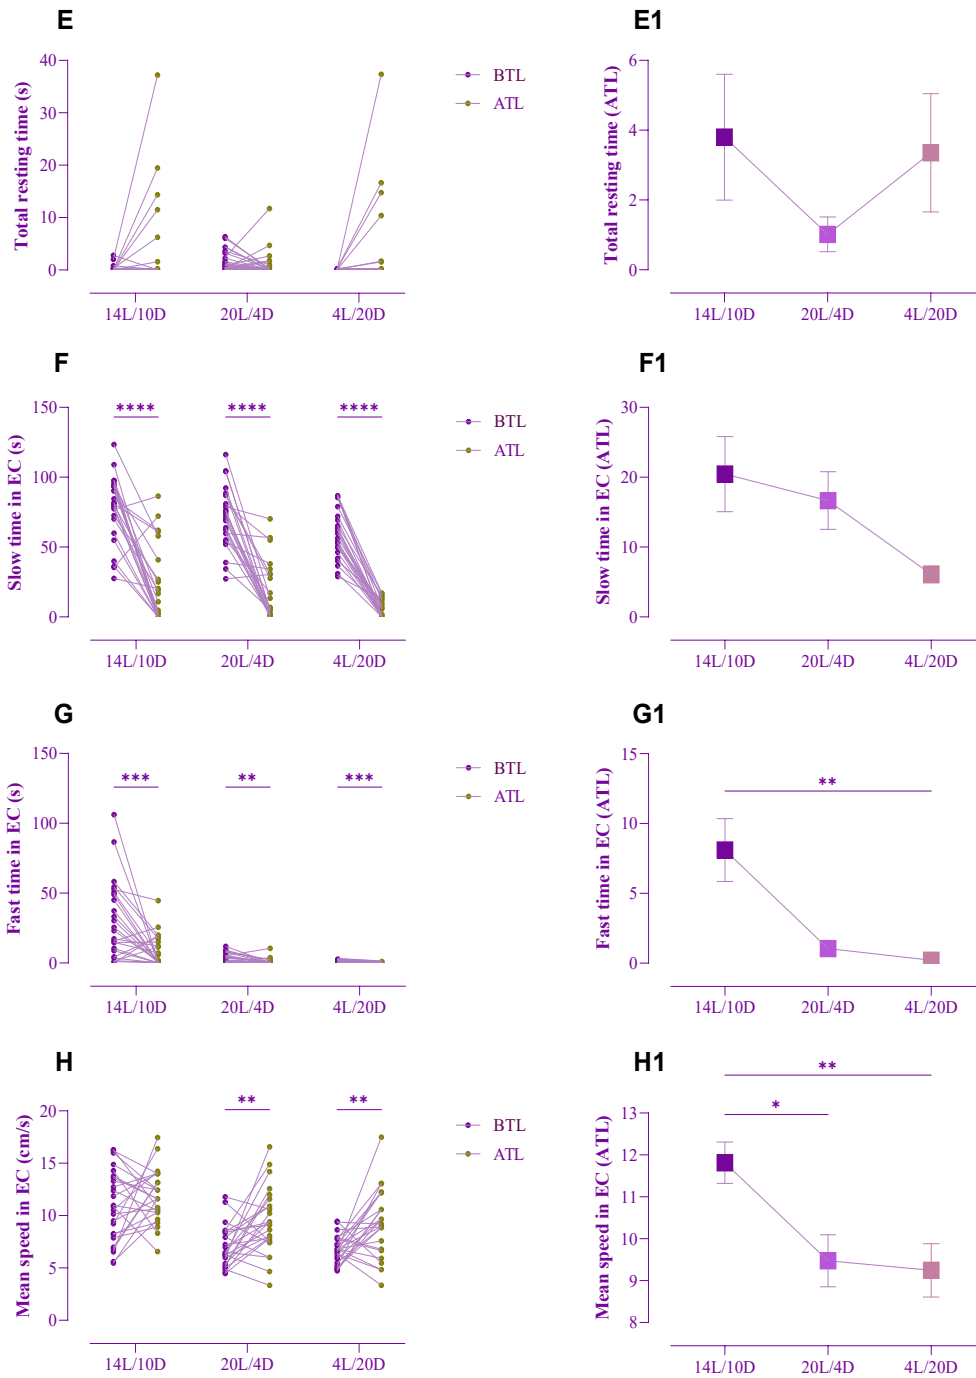 E
E1
Total resting time (s)
40
30
20
10
0
14L/10D 20L/4D 4L/20D
BTL
ATL
Total resting time (ATL)
6
4
2
0
14L/10D 20L/4D 4L/20D
F
F1
Slow time in EC (s)
150
100
50
0
**** **** ****
14L/10D 20L/4D 4L/20D
BTL
ATL
Slow time in EC (ATL)
30
20
10
0
14L/10D 20L/4D 4L/20D
G
G1
Fast time in EC (s)
150
100
50
0
*** ** ***
14L/10D 20L/4D 4L/20D
BTL
ATL
Fast time in EC (ATL)
15
10
5
0
**
14L/10D 20L/4D 4L/20D
H
H1
Mean speed in EC (cm/s)
20
15
10
5
0
** **
14L/10D 20L/4D 4L/20D
BTL
ATL
Mean speed in EC (ATL)
13
12
11
10
9
8
**
*
14L/10D 20L/4D 4L/20D